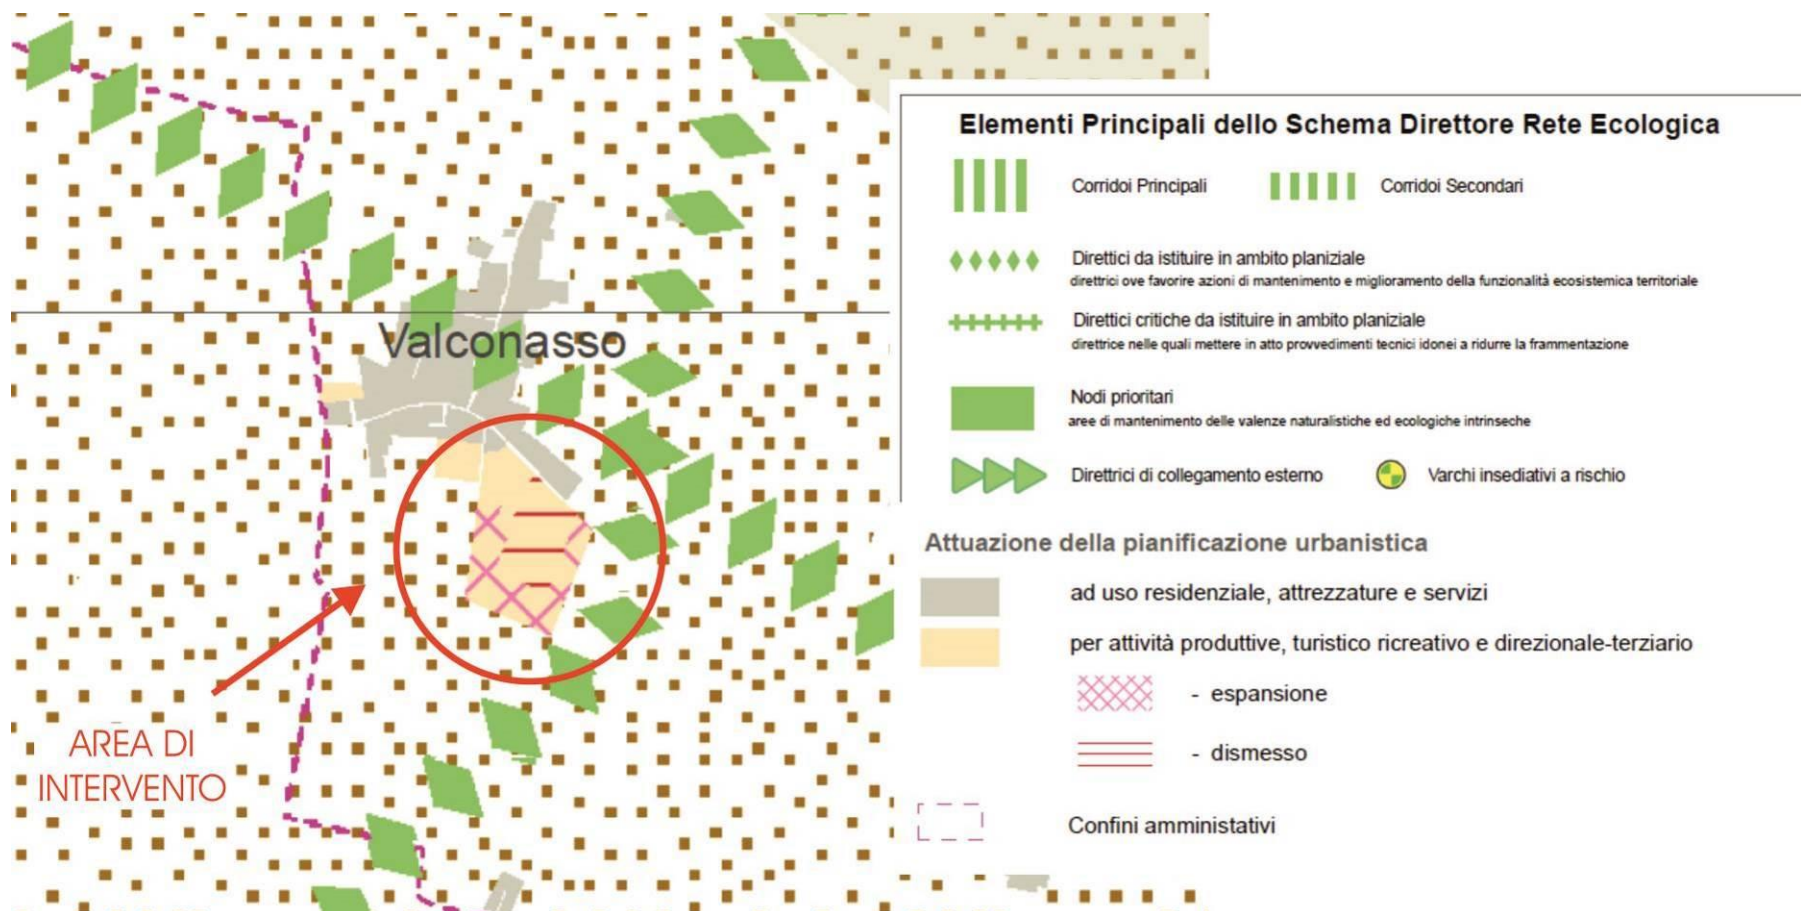 Valconasso
AREA DI
INTERVENTO
Elementi Principali dello Schema Direttore Rete Ecologica
Corridoi Principali
Corridoi Secondari
Direttici da istituire in ambito planiziale
direttrici ove favorire azioni di mantenimento e miglioramento della funzionalità ecosistemica territoriale
Direttici critiche da istituire in ambito planiziale
direttrice nelle quali mettere in atto provvedimenti tecnici idonei a ridurre la frammentazione
Nodi prioritari
aree di mantenimento delle valenze naturalistiche ed ecologiche intrinseche
Direttrici di collegamento esterno
Varchi insediativi a rischio
Attuazione della pianificazione urbanistica
ad uso residenziale, attrezzature e servizi
per attività produttive, turistico ricreativo e direzionale-terziario
- espansione
- dismesso
Confini amministativi